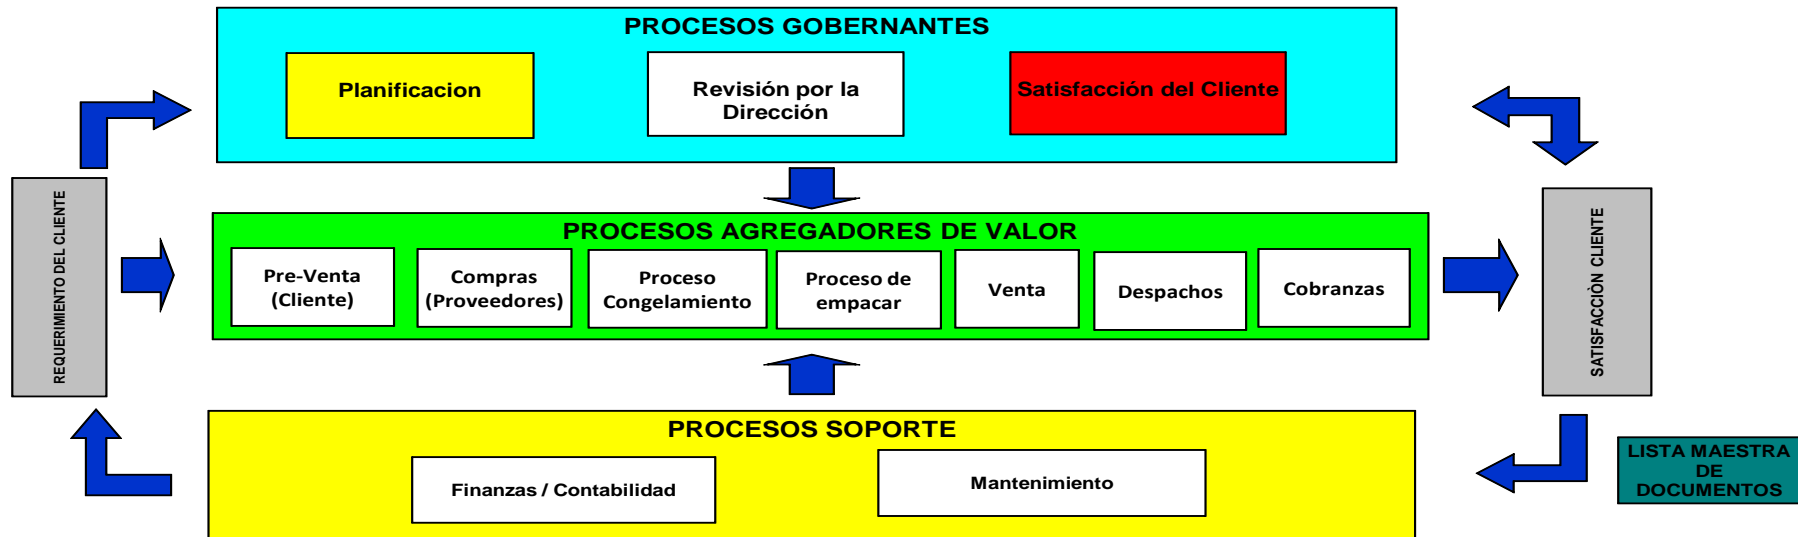 PROCESOS GOBERNANTES
Planificacion
Revisión por la
Dirección
Satisfacción del Cliente
REQUERIMIENTO DEL CLIENTE
PROCESOS AGREGADORES DE VALOR
Pre-Venta
(Cliente)
Compras
(Proveedores)
Proceso
Congelamiento
Proceso de
empacar
Venta
Despachos
Cobranzas
SATISFACCIÒN CLIENTE
PROCESOS SOPORTE
Finanzas / Contabilidad
Mantenimiento
LISTA MAESTRA
DE
DOCUMENTOS